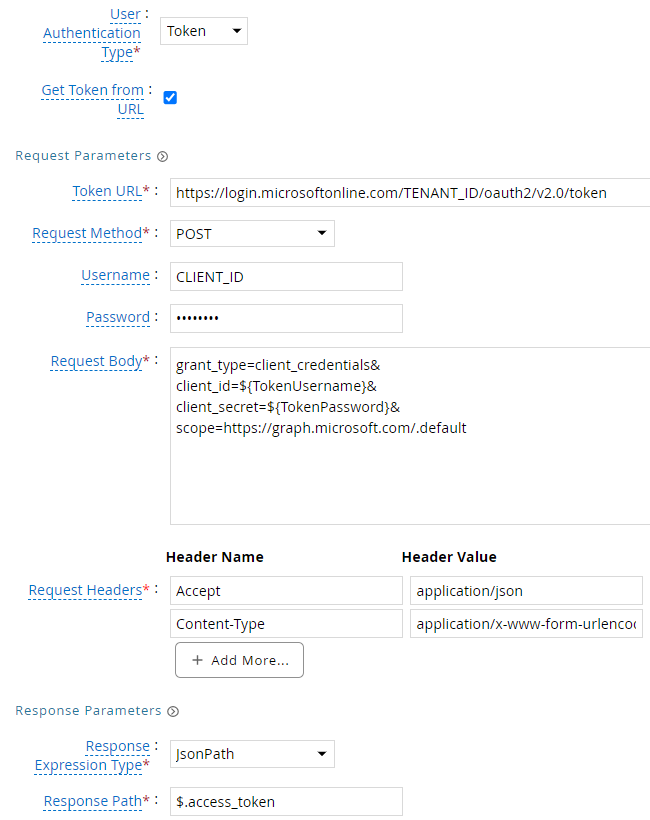 User :
Authentication
Type*
Token
Get Token from :
URL
Request Parameters
Token URL* :
https://login.microsoftonline.com/TENANT_ID/oauth2/v2.0/token
Request Method* :
POST
Username :
CLIENT_ID
Password :
••••••••
Request Body* :
grant_type=client_credentials&
client_id=${TokenUsername}&
client_secret=${TokenPassword}&
scope=https://graph.microsoft.com/.default
Header Name Header Value
Request Headers* :
Accept application/json
Content-Type application/x-www-form-urlenco
+ Add More...
Response Parameters
Response :
Expression Type*
JsonPath
Response Path* :
$.access_token